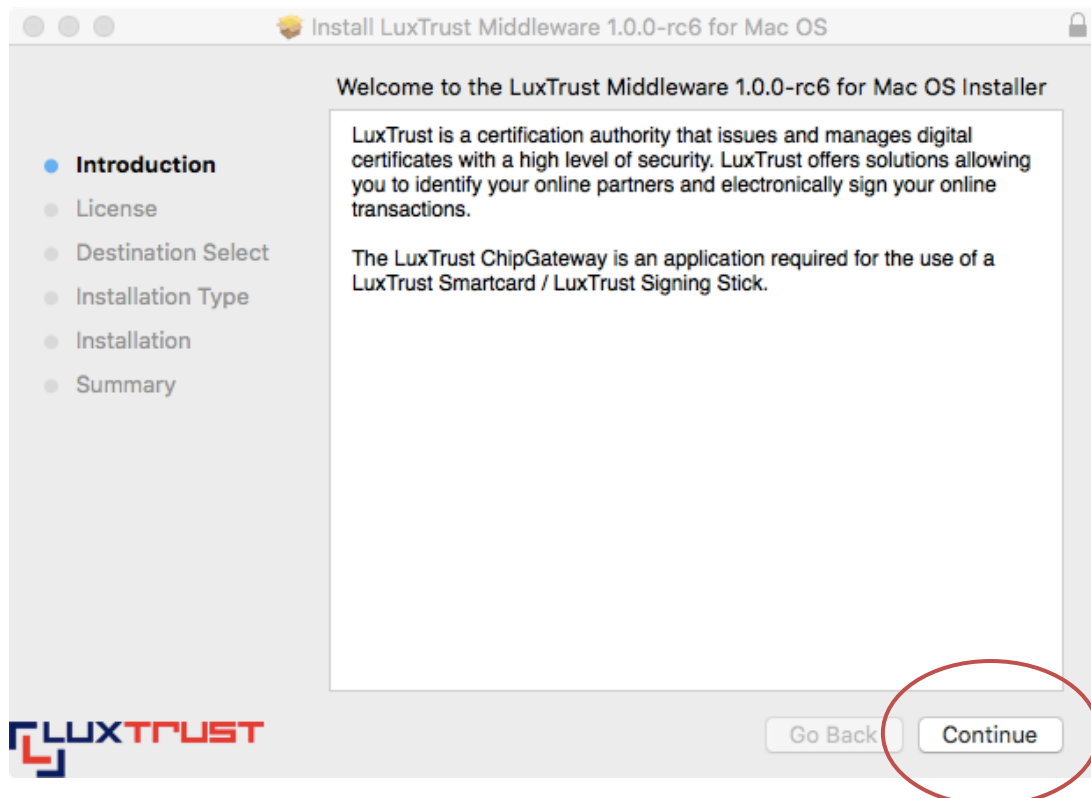 Install LuxTrust Middleware 1.0.0-rc6 for Mac OS
Welcome to the LuxTrust Middleware 1.0.0-rc6 for Mac OS Installer
Introduction
License
Destination Select
Installation Type
Installation
Summary
LuxTrust is a certification authority that issues and manages digital
certificates with a high level of security. LuxTrust offers solutions allowing
you to identify your online partners and electronically sign your online
transactions.
The LuxTrust ChipGateway is an application required for the use of a
LuxTrust Smartcard / LuxTrust Signing Stick.
LUXTRUST
Go Back
Continue